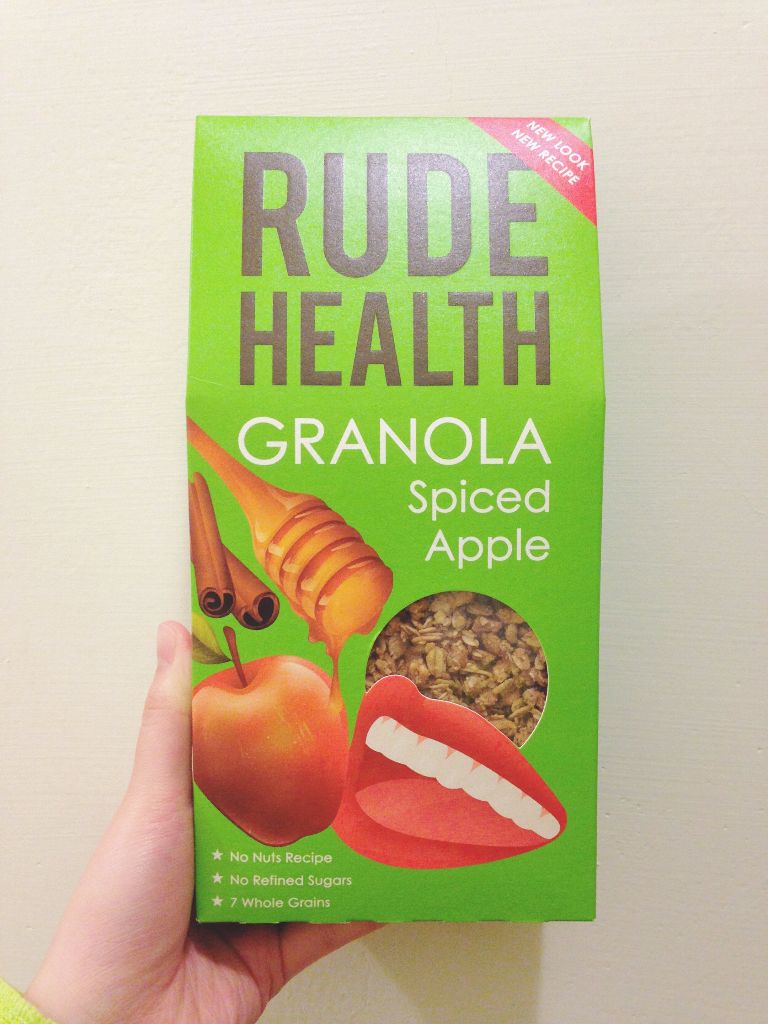 NEW LOOK
NEW RECIPE
RUDE
HEALTH
GRANOLA
Spiced
Apple
★ No Nuts Recipe
★ No Refined Sugars
★ 7 Whole Grains